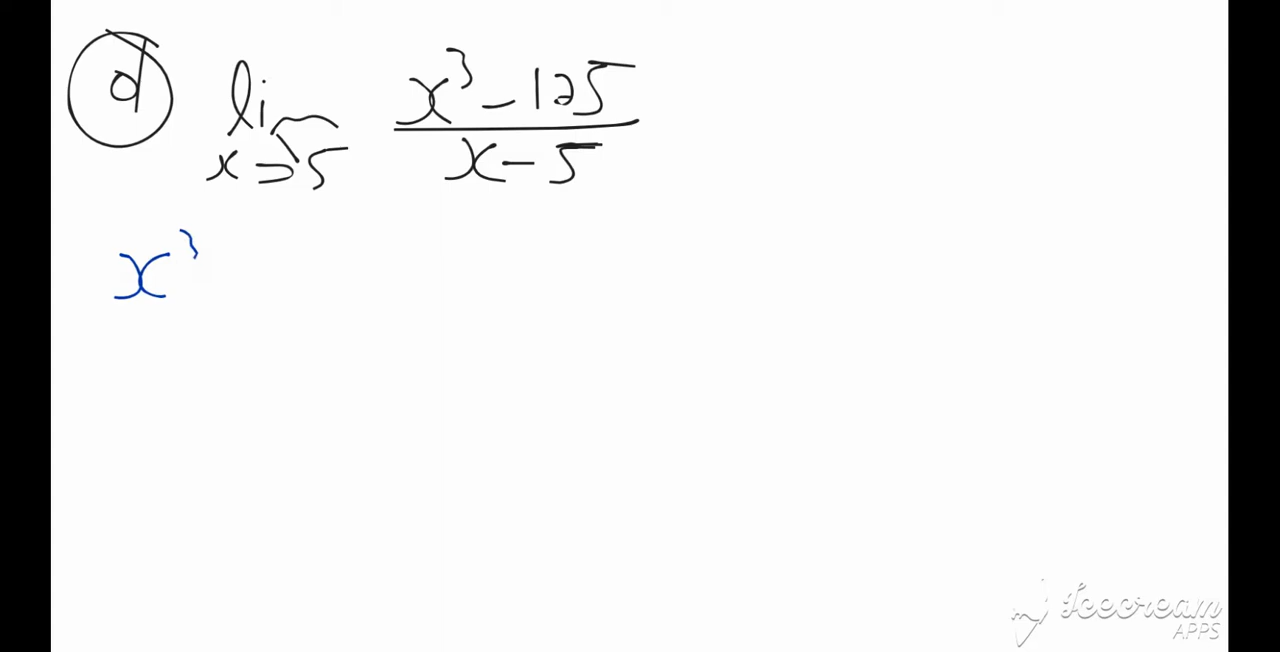 d lim x³ - 125
x→5 x - 5
x³
Icecream
APPS